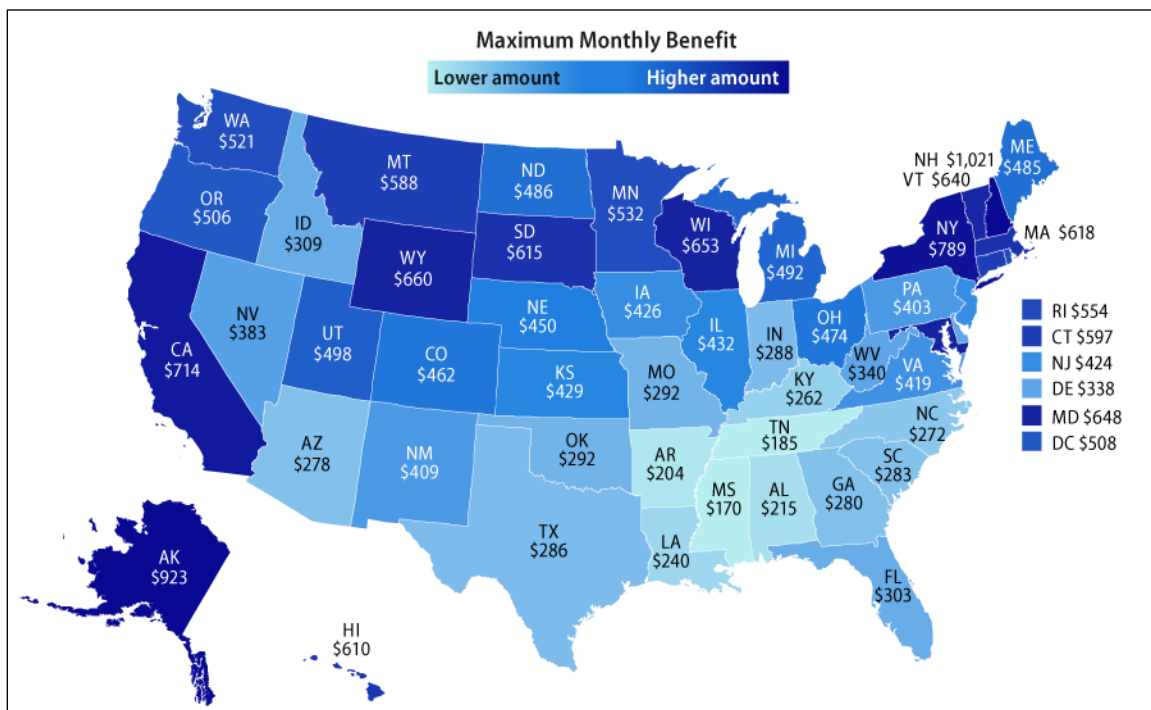 Maximum Monthly Benefit
Lower amount
Higher amount
WA
$521
OR
$506
CA
$714
ID
$309
NV
$383
MT
$588
WY
$660
UT
$498
AZ
$278
CO
$462
NM
$409
ND
$486
SD
$615
NE
$450
KS
$429
OK
$292
TX
$286
MN
$532
IA
$426
MO
$292
AR
$204
LA
$240
WI
$653
IL
$432
MI
$492
IN
$288
OH
$474
KY
$262
TN
$185
MS
$170
AL
$215
GA
$280
FL
$303
SC
$283
NC
$272
WV
$340
VA
$419
PA
$403
NY
$789
NH $1,021
VT $640
ME
$485
MA $618
RI $554
CT $597
NJ $424
DE $338
MD $648
DC $508
AK
$923
HI
$610